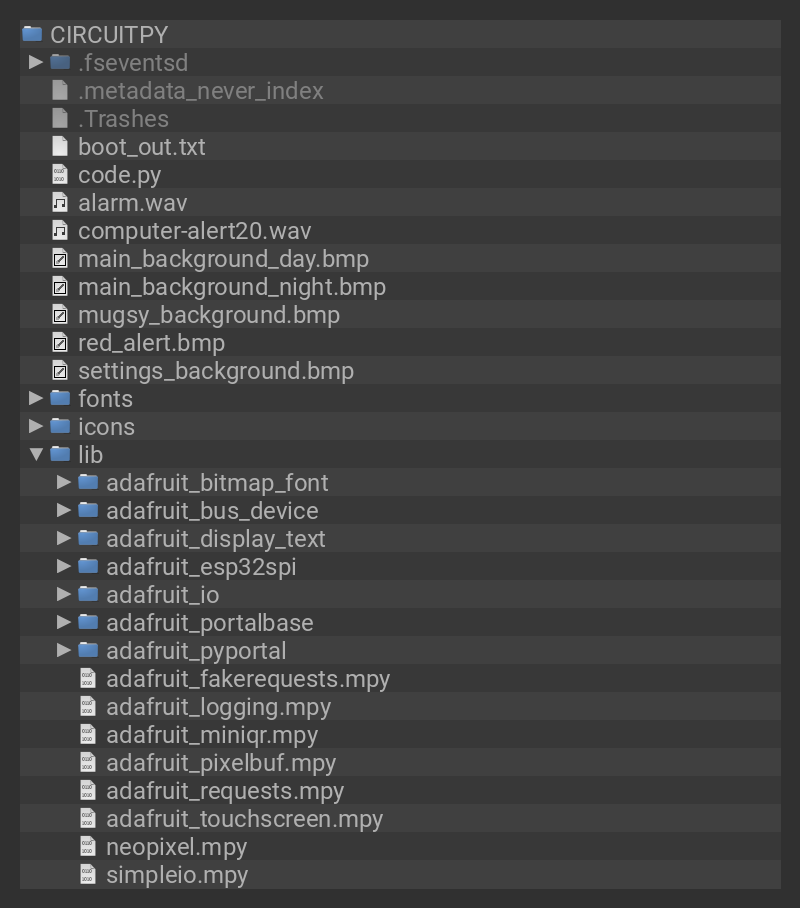 CIRCUITPY
.fseventsd
.metadata_never_index
.Trashes
boot_out.txt
code.py
alarm.wav
computer-alert20.wav
main_background_day.bmp
main_background_night.bmp
mugsy_background.bmp
red_alert.bmp
settings_background.bmp
fonts
icons
lib
adafruit_bitmap_font
adafruit_bus_device
adafruit_display_text
adafruit_esp32spi
adafruit_io
adafruit_portalbase
adafruit_pyportal
adafruit_fakerequests.mpy
adafruit_logging.mpy
adafruit_miniqr.mpy
adafruit_pixelbuf.mpy
adafruit_requests.mpy
adafruit_touchscreen.mpy
neopixel.mpy
simpleio.mpy